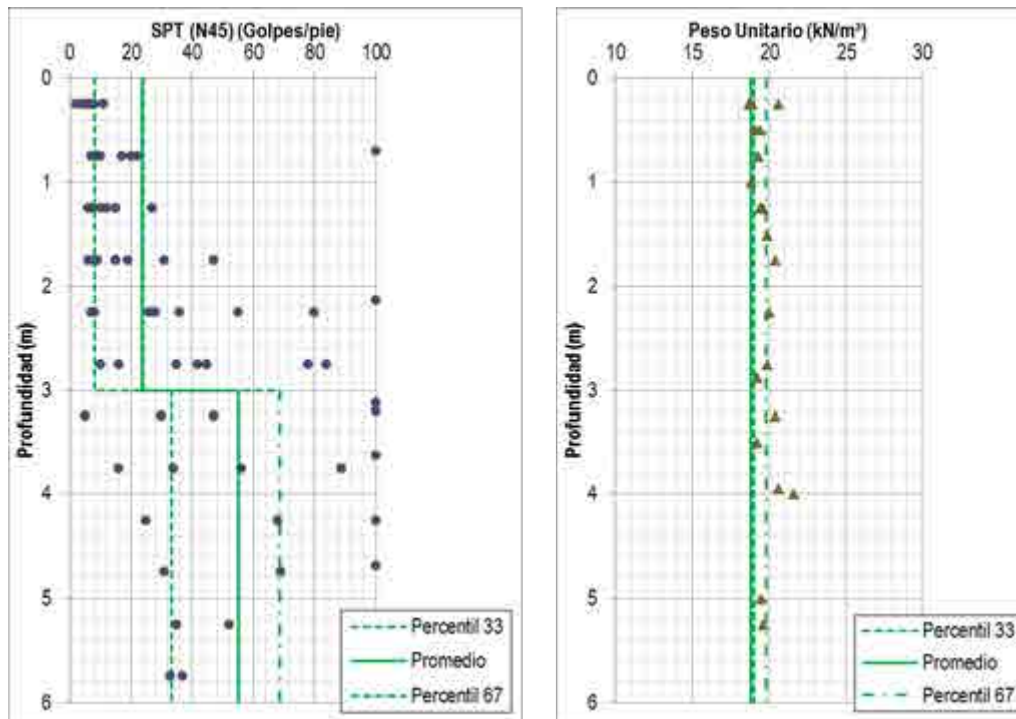 SPT (N45) (Golpes/pie)
0 20 40 60 80 100
0
1
2
3
4
5
6
Profundidad (m)
Percentil 33
Promedio
Percentil 67
Peso Unitario (kN/m³)
10 15 20 25 30
0
1
2
3
4
5
6
Profundidad (m)
Percentil 33
Promedio
Percentil 67